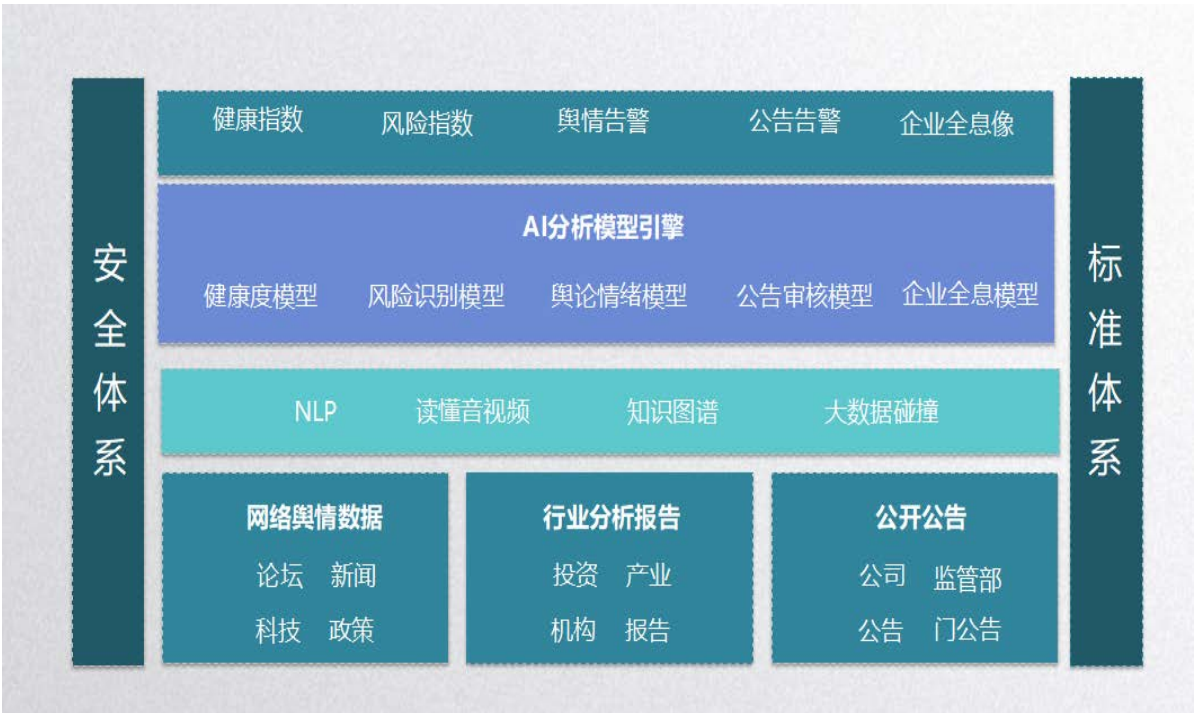 安全体系
健康指数 风险指数 舆情告警 公告告警 企业全息像
AI分析模型引擎
健康度模型 风险识别模型 舆论情绪模型 公告审核模型 企业全息模型
NLP 读懂音视频 知识图谱 大数据碰撞
网络舆情数据
论坛 新闻
科技 政策
行业分析报告
投资 产业
机构 报告
公开公告
公司 监管部
公告 门公告
标准体系